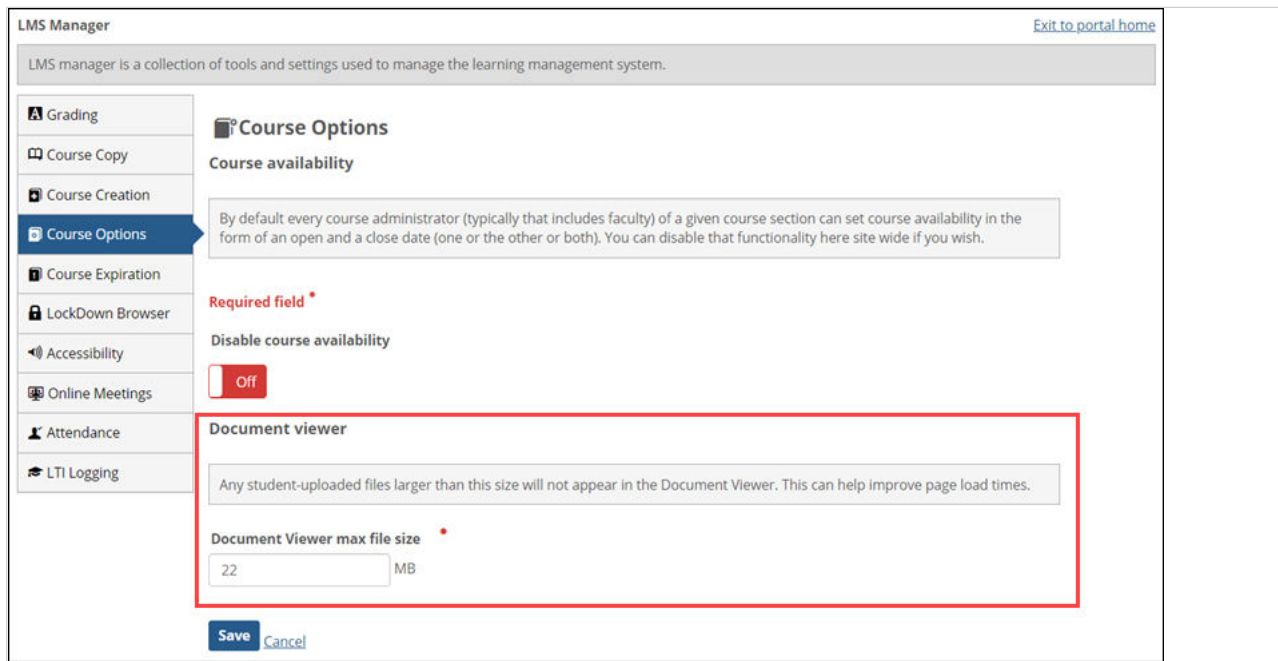 LMS Manager
Exit to portal home
LMS manager is a collection of tools and settings used to manage the learning management system.
Grading
Course Copy
Course Creation
Course Options
Course Expiration
LockDown Browser
Accessibility
Online Meetings
Attendance
LTI Logging
Course Options
Course availability
By default every course administrator (typically that includes faculty) of a given course section can set course availability in the
form of an open and a close date (one or the other or both). You can disable that functionality here site wide if you wish.
Required field *
Disable course availability
Off
Document viewer
Any student-uploaded files larger than this size will not appear in the Document Viewer. This can help improve page load times.
Document Viewer max file size *
22 MB
Save Cancel